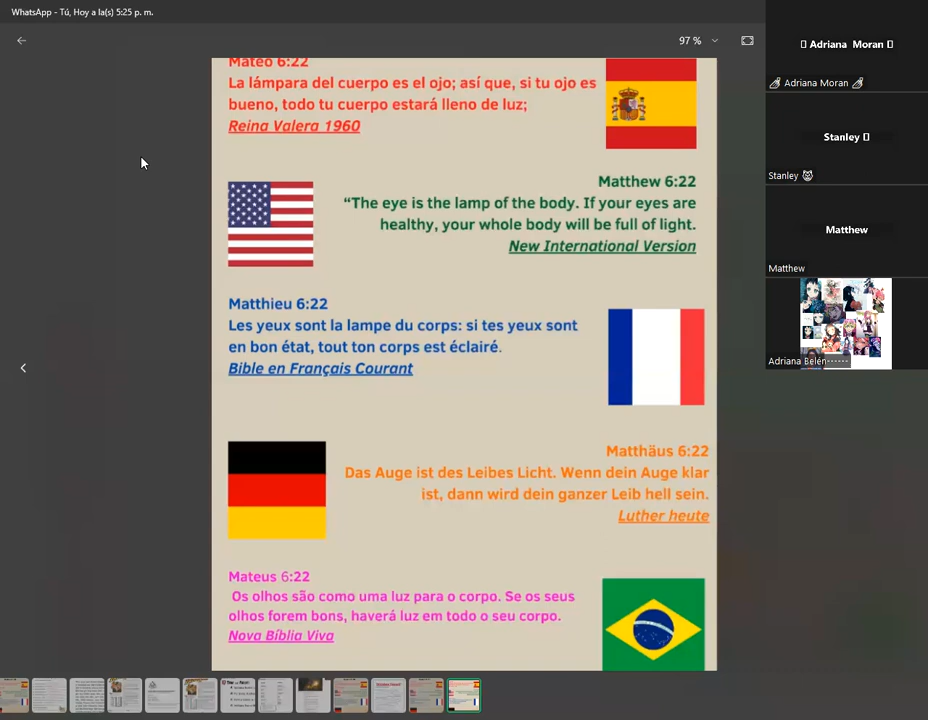 WhatsApp - Tú, Hoy a la(s) 5:25 p. m.
97 %
Mateo 6:22
La lámpara del cuerpo es el ojo; así que, si tu ojo es
bueno, todo tu cuerpo estará lleno de luz;
Reina Valera 1960
Matthew 6:22
“The eye is the lamp of the body. If your eyes are
healthy, your whole body will be full of light.
New International Version
Matthieu 6:22
Les yeux sont la lampe du corps: si tes yeux sont
en bon état, tout ton corps est éclairé.
Bible en Français Courant
Matthäus 6:22
Das Auge ist des Leibes Licht. Wenn dein Auge klar
ist, dann wird dein ganzer Leib hell sein.
Luther heute
Mateus 6:22
Os olhos são como uma luz para o corpo. Se os seus
olhos forem bons, haverá luz em todo o seu corpo.
Nova Bíblia Viva
Adriana Moran
Adriana Moran
Stanley
Stanley
Matthew
Matthew
Adriana Belén------